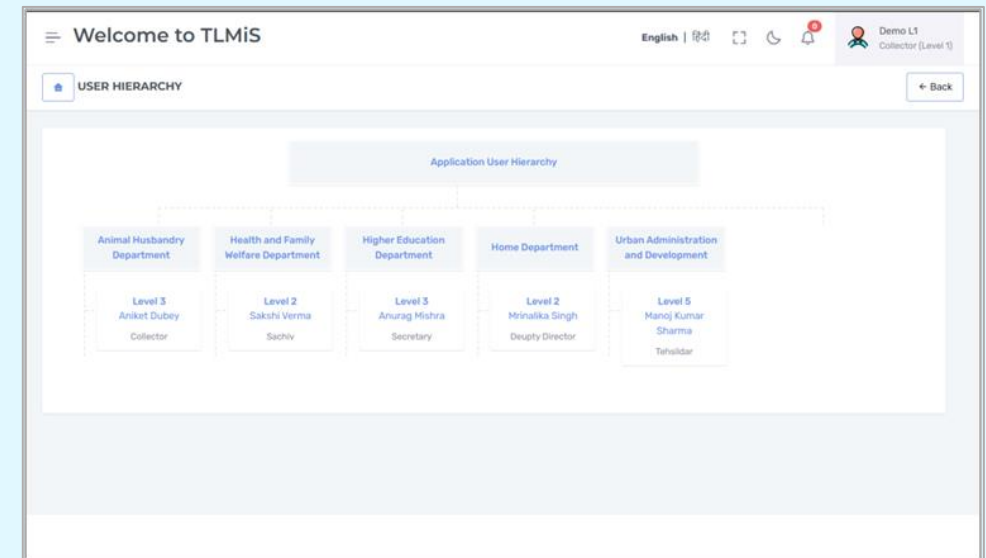 Welcome to TLMiS
English | हिंदी
0
Demo L1
Collector (Level 1)
USER HIERARCHY
← Back
Application User Hierarchy
Animal Husbandry
Department
Health and Family
Welfare Department
Higher Education
Department
Home Department
Urban Administration
and Development
Level 3
Aniket Dubey
Collector
Level 2
Sakshi Verma
Sachiv
Level 3
Anurag Mishra
Secretary
Level 2
Mrinalika Singh
Deupty Director
Level 5
Manoj Kumar
Sharma
Tehsildar